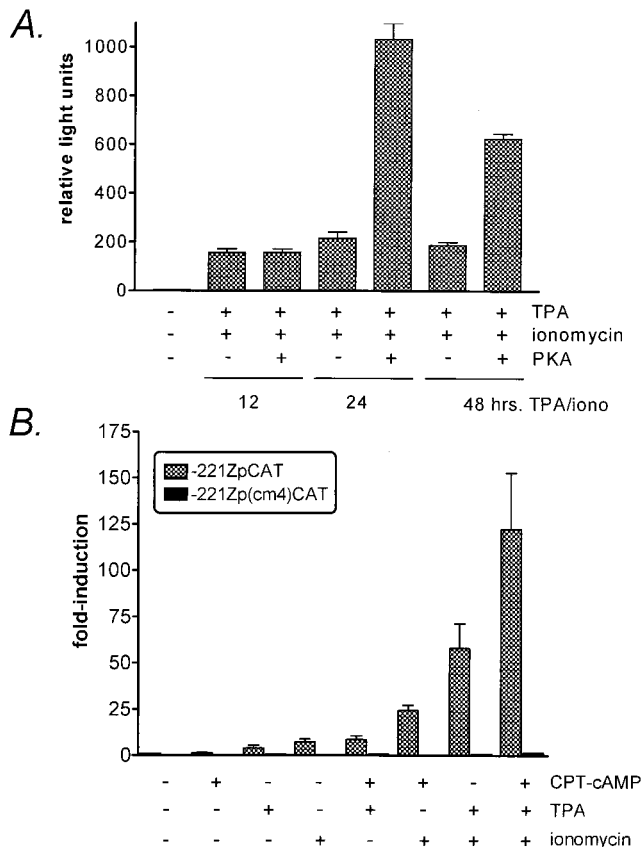 A.
relative light units
1000
800
600
400
200
0
- + + + + + + TPA
- + + + + + + ionomycin
- - + - + - + PKA
12 24 48 hrs. TPA/iono
B.
-221ZpCAT
-221Zp(cm4)CAT
fold-induction
175
150
125
100
75
50
25
0
- + - - + + - + CPT-cAMP
- - + - + - + + TPA
- - - + - + + + ionomycin